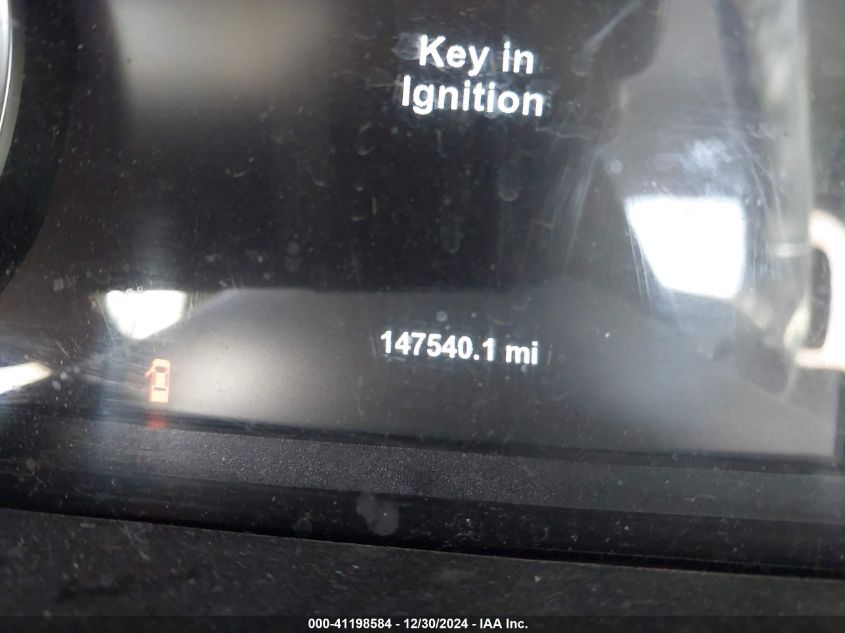 Key in
Ignition
147540.1 mi
000-41198584 - 12/30/2024 - IAA Inc.